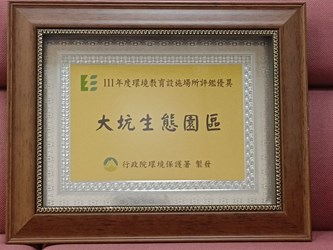 111年度環境教育設施場所評鑑優異
大坑生態園區
行政院環境保護署 製發